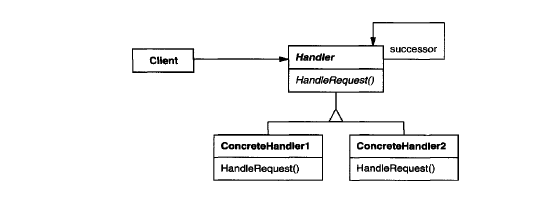 successor
Client
Handler
HandleRequest()
ConcreteHandler1
HandleRequest()
ConcreteHandler2
HandleRequest()